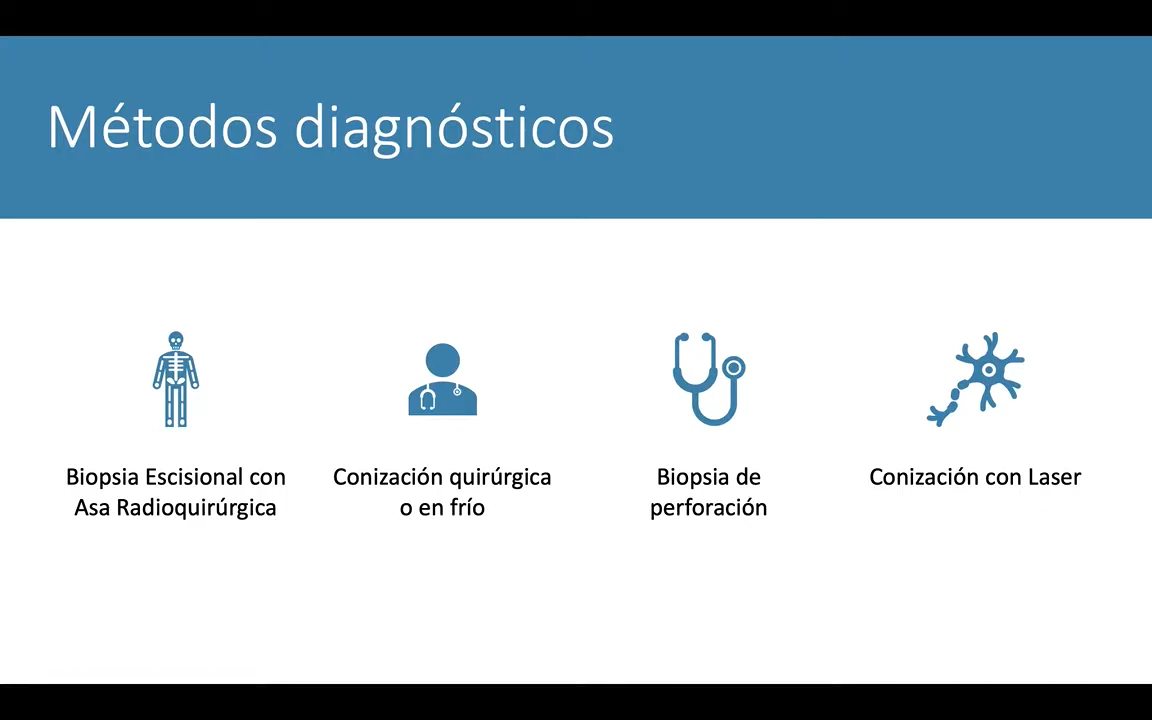 Métodos diagnósticos
Biopsia Escisional con
Asa Radioquirúrgica
Conización quirúrgica
o en frío
Biopsia de
perforación
Conización con Laser